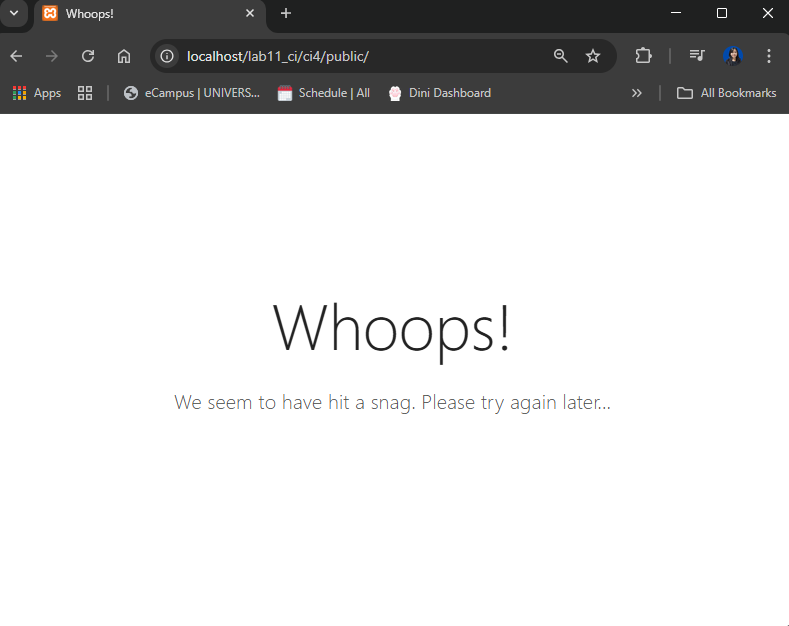 Whoops!
localhost/lab11_ci/ci4/public/
Apps
eCampus | UNIVERS...
Schedule | All
Dini Dashboard
All Bookmarks
Whoops!
We seem to have hit a snag. Please try again later...